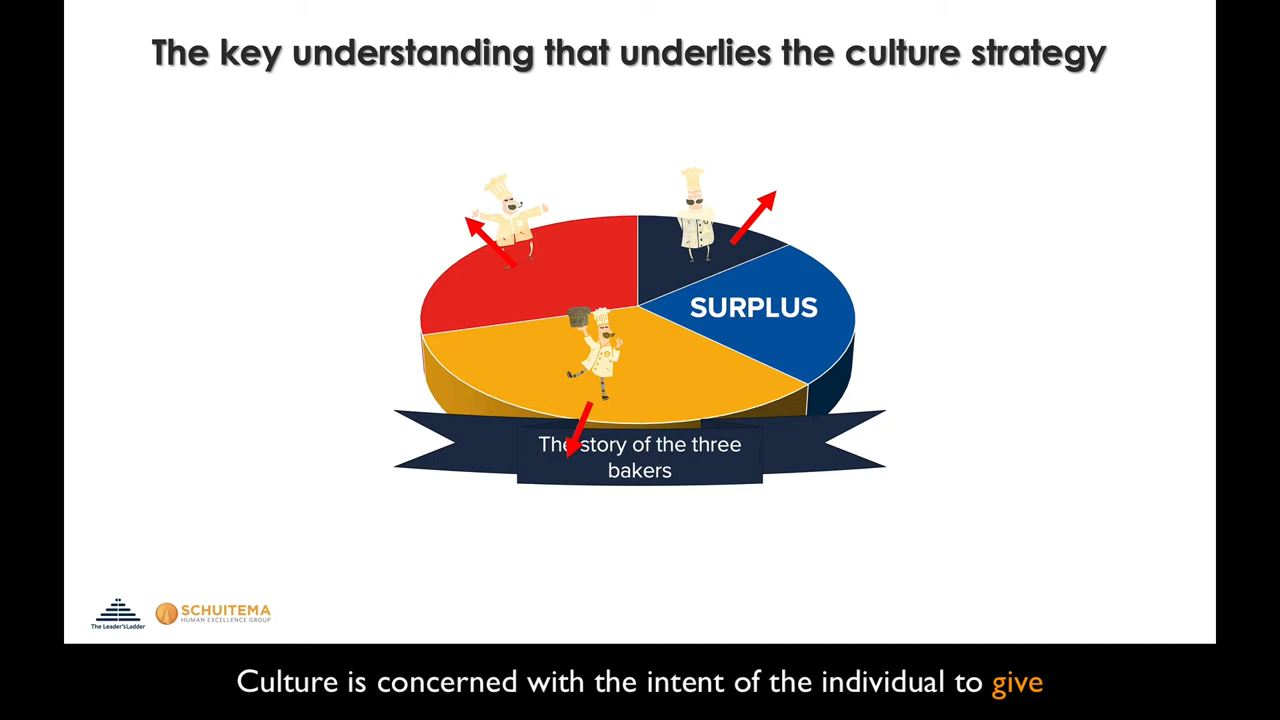 The key understanding that underlies the culture strategy
SURPLUS
The story of the three
bakers
The Leader'sLadder
SCHUITEMA
HUMAN EXCELLENCE GROUP
Culture is concerned with the intent of the individual to give